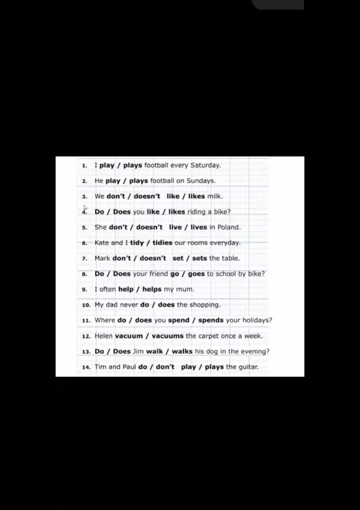 1. I play / plays football every Saturday.
2. He play / plays football on Sundays.
3. We don't / doesn't like / likes milk.
4. Do / Does you like / likes riding a bike?
5. She don't / doesn't live / lives in Poland.
6. Kate and I tidy / tidies our rooms everyday.
7. Mark don't / doesn't set / sets the table.
8. Do / Does your friend go / goes to school by bike?
9. I often help / helps my mum.
10. My dad never do / does the shopping.
11. Where do / does you spend / spends your holidays?
12. Helen vacuum / vacuums the carpet once a week.
13. Do / Does Jim walk / walks his dog in the evening?
14. Tim and Paul do / don't play / plays the guitar.